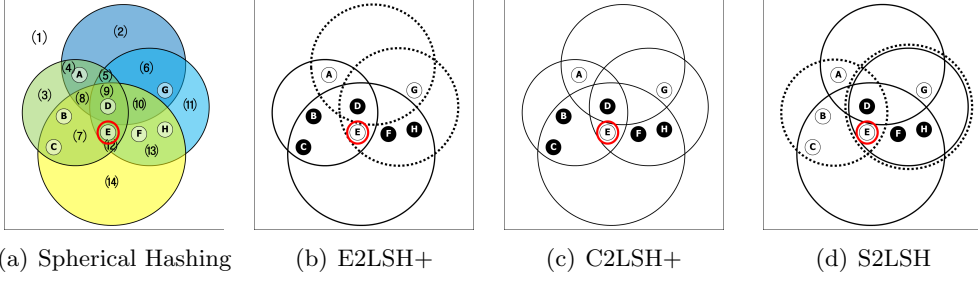 (1)
(2)
(3)
(4)
A
(5)
(6)
G
(8)
(9)
(10)
(11)
B
D
(7)
E
F
H
C
(12)
(13)
(14)
A
G
B
D
E
F
H
C
A
G
B
D
E
F
H
C
A
G
B
D
E
F
H
C
(a) Spherical Hashing
(b) E2LSH+
(c) C2LSH+
(d) S2LSH